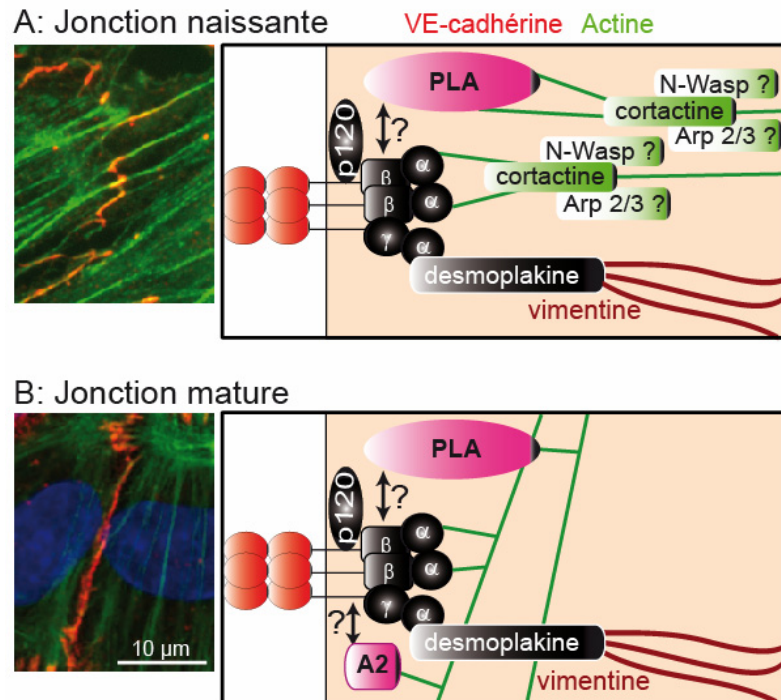 A: Jonction naissante
VE-cadhérine Actine
PLA
N-Wasp ?
cortactine
Arp 2/3 ?
p120
?
N-Wasp ?
β α
cortactine
β α
Arp 2/3 ?
γ α
desmoplakine
vimentine
B: Jonction mature
PLA
p120
?
β α
β α
γ α
?
desmoplakine
A2
vimentine
10 µm